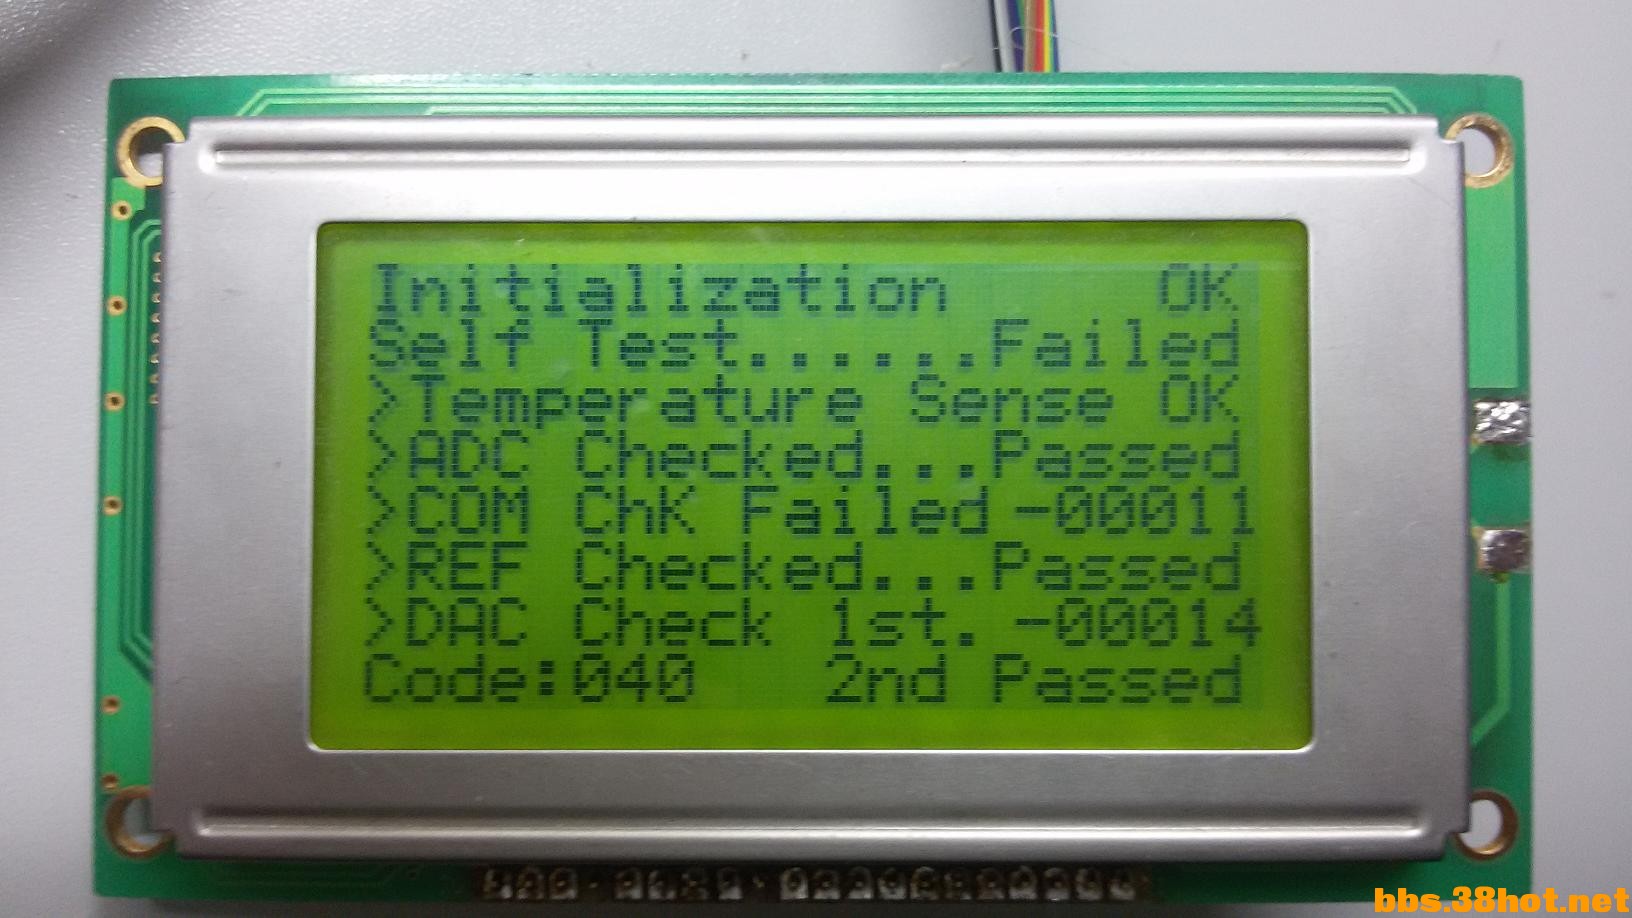 Initialization OK
Self Test......Failed
>Temperature Sense OK
>ADC Checked...Passed
>COM ChK Failed -00011
>REF Checked...Passed
>DAC Check 1st. -00014
Code:040 2nd Passed
bbs.38hot.net